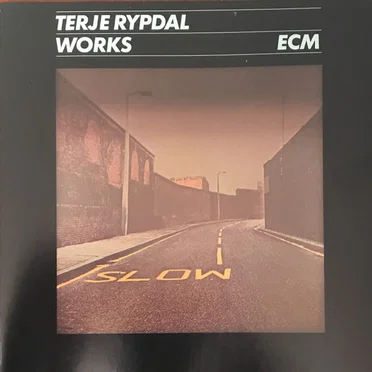 TERJE RYPDAL
WORKS ECM
SLOW